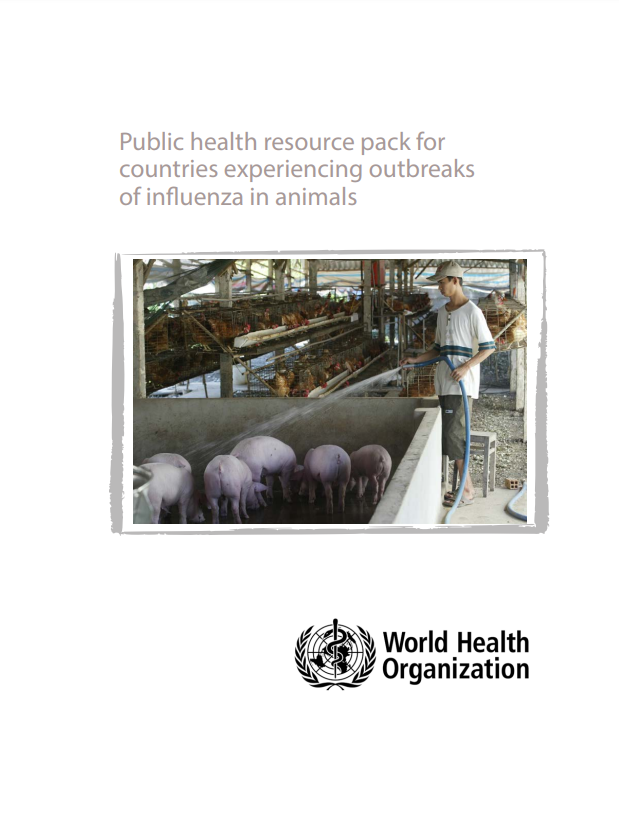 Public health resource pack for
countries experiencing outbreaks
of influenza in animals
World Health
Organization